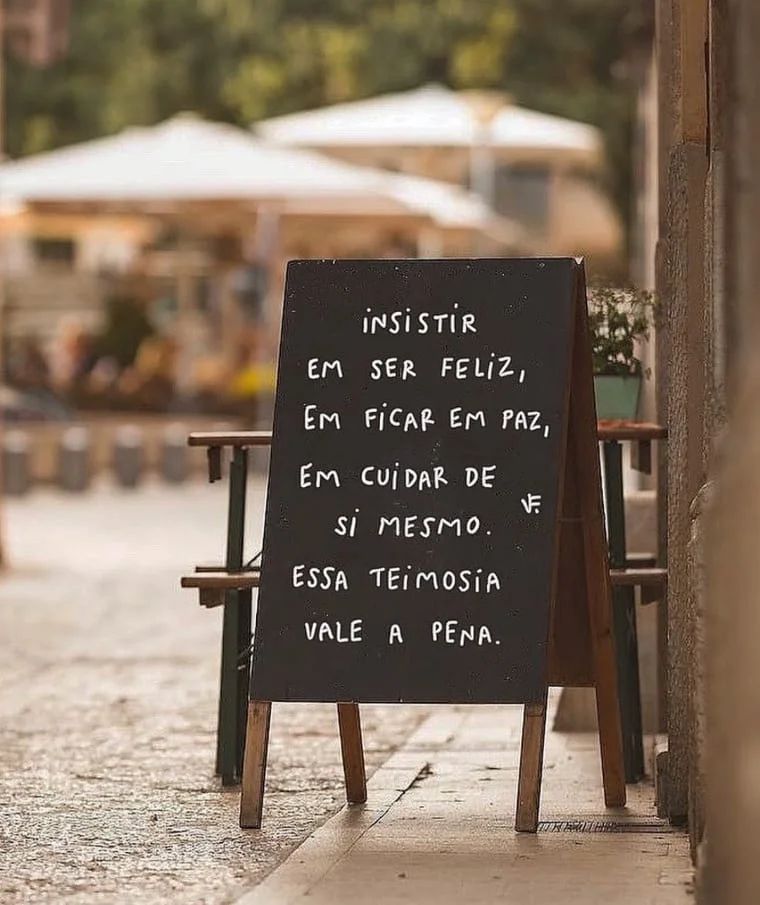 INSISTIR
EM SER FELIZ,
EM FICAR EM PAZ,
EM CUIDAR DE
SI MESMO.
VF.
ESSA TEIMOSIA
VALE A PENA.